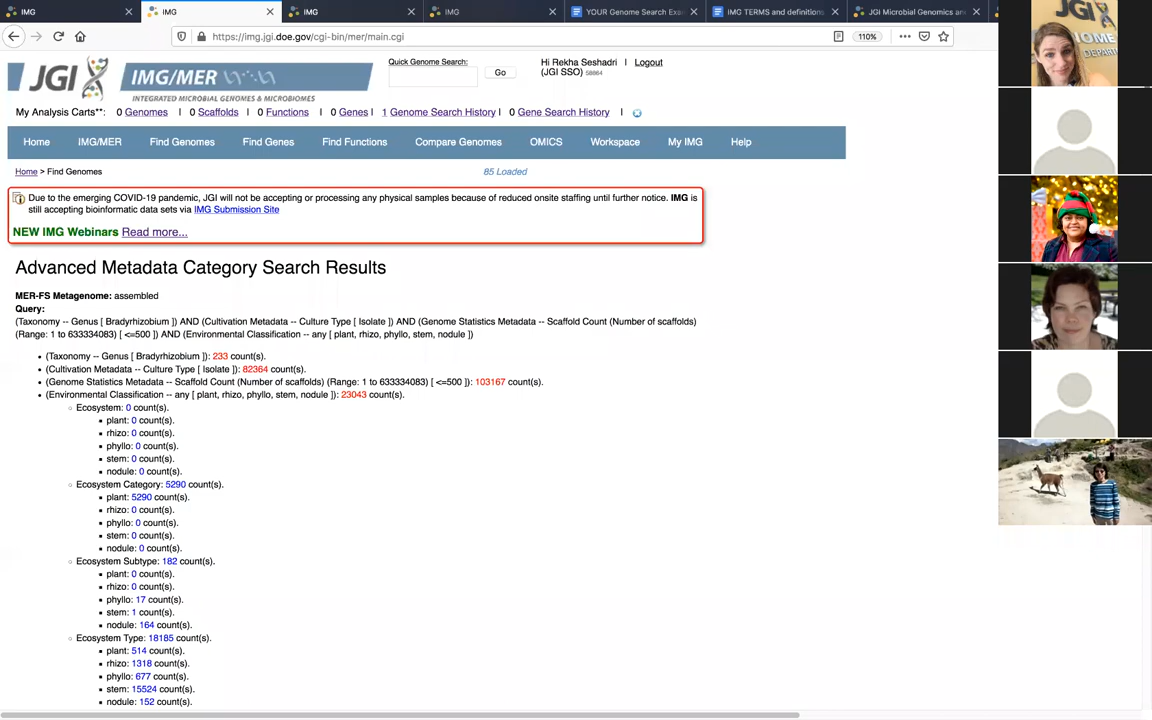 IMG
IMG
IMG
IMG
YOUR Genome Search Exa
IMG TERMS and definitions
JGI Microbial Genomics an
https://img.jgi.doe.gov/cgi-bin/mer/main.cgi
110%
JGI
IMG/MER
INTEGRATED MICROBIAL GENOMES & MICROBIOMES
Quick Genome Search:
Go
Hi Rekha Seshadri | Logout
(JGI SSO) 58864
My Analysis Carts**: 0 Genomes | 0 Scaffolds | 0 Functions | 0 Genes | 1 Genome Search History | 0 Gene Search History |
Home IMG/MER Find Genomes Find Genes Find Functions Compare Genomes OMICS Workspace My IMG Help
Home > Find Genomes
85 Loaded
Due to the emerging COVID-19 pandemic, JGI will not be accepting or processing any physical samples because of reduced onsite staffing until further notice. IMG is
still accepting bioinformatic data sets via IMG Submission Site
NEW IMG Webinars Read more...
Advanced Metadata Category Search Results
MER-FS Metagenome: assembled
Query:
(Taxonomy -- Genus [ Bradyrhizobium ]) AND (Cultivation Metadata -- Culture Type [ Isolate ]) AND (Genome Statistics Metadata -- Scaffold Count (Number of scaffolds)
(Range: 1 to 633334083) [ <=500 ]) AND (Environmental Classification -- any [ plant, rhizo, phyllo, stem, nodule ])
(Taxonomy -- Genus [ Bradyrhizobium ]): 233 count(s).
(Cultivation Metadata -- Culture Type [ Isolate ]): 82364 count(s).
(Genome Statistics Metadata -- Scaffold Count (Number of scaffolds) (Range: 1 to 633334083) [ <=500 ]): 103167 count(s).
(Environmental Classification -- any [ plant, rhizo, phyllo, stem, nodule ]): 23043 count(s).
Ecosystem: 0 count(s).
plant: 0 count(s).
rhizo: 0 count(s).
phyllo: 0 count(s).
stem: 0 count(s).
nodule: 0 count(s).
Ecosystem Category: 5290 count(s).
plant: 5290 count(s).
rhizo: 0 count(s).
phyllo: 0 count(s).
stem: 0 count(s).
nodule: 0 count(s).
Ecosystem Subtype: 182 count(s).
plant: 0 count(s).
rhizo: 0 count(s).
phyllo: 17 count(s).
stem: 1 count(s).
nodule: 164 count(s).
Ecosystem Type: 18185 count(s).
plant: 514 count(s).
rhizo: 1318 count(s).
phyllo: 677 count(s).
stem: 15524 count(s).
nodule: 152 count(s).